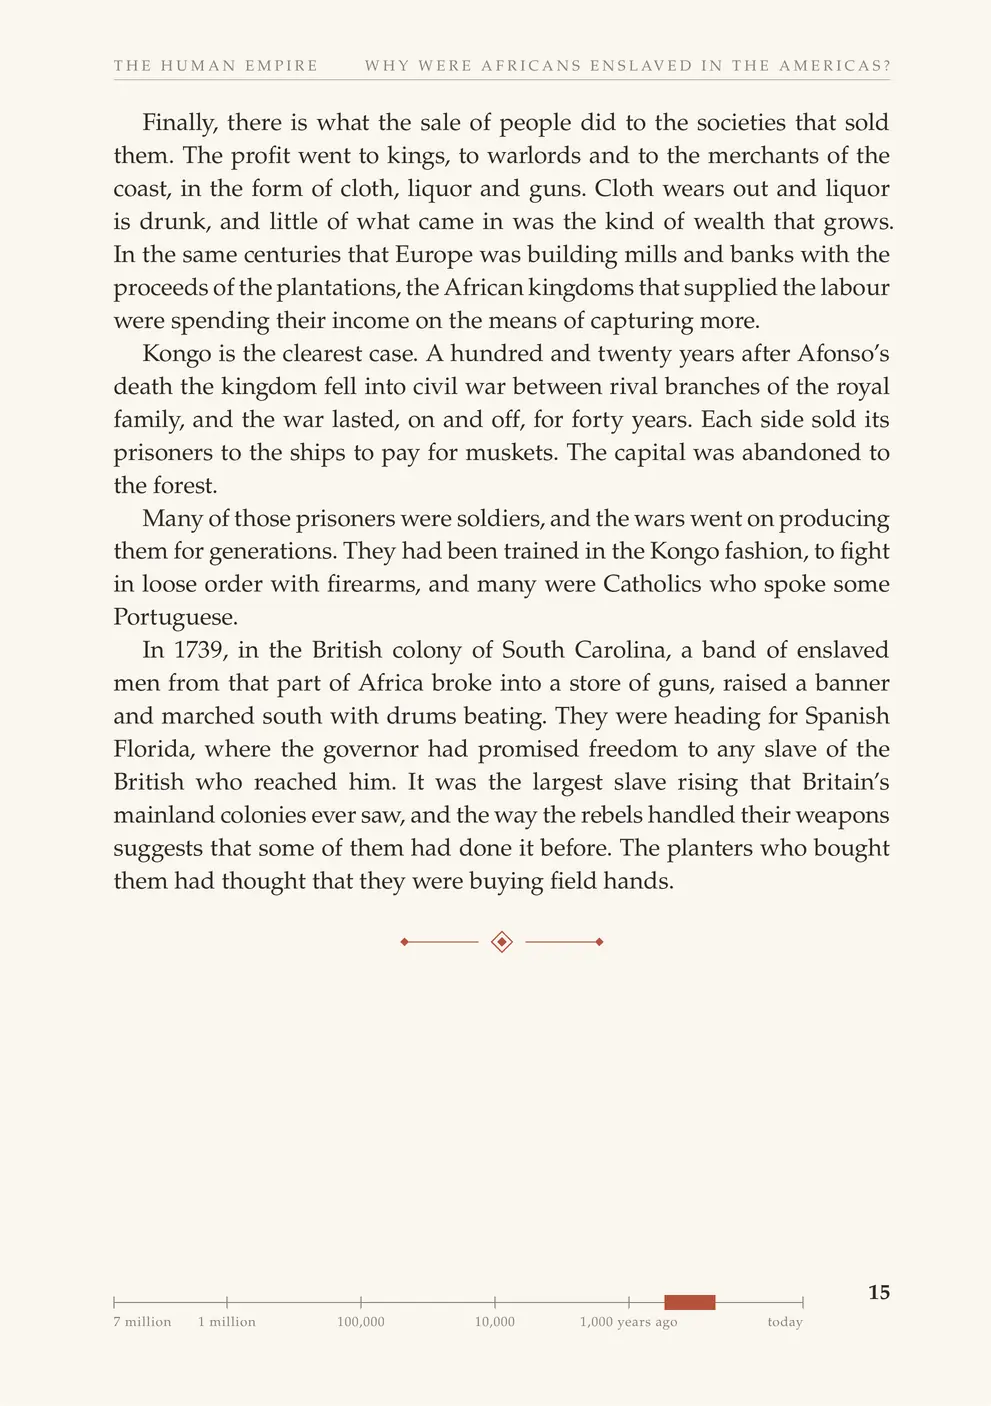 THE HUMAN EMPIRE WHY WERE AFRICANS ENSLAVED IN THE AMERICAS?
Finally, there is what the sale of people did to the societies that sold
them. The profit went to kings, to warlords and to the merchants of the
coast, in the form of cloth, liquor and guns. Cloth wears out and liquor
is drunk, and little of what came in was the kind of wealth that grows.
In the same centuries that Europe was building mills and banks with the
proceeds of the plantations, the African kingdoms that supplied the labour
were spending their income on the means of capturing more.
Kongo is the clearest case. A hundred and twenty years after Afonso’s
death the kingdom fell into civil war between rival branches of the royal
family, and the war lasted, on and off, for forty years. Each side sold its
prisoners to the ships to pay for muskets. The capital was abandoned to
the forest.
Many of those prisoners were soldiers, and the wars went on producing
them for generations. They had been trained in the Kongo fashion, to fight
in loose order with firearms, and many were Catholics who spoke some
Portuguese.
In 1739, in the British colony of South Carolina, a band of enslaved
men from that part of Africa broke into a store of guns, raised a banner
and marched south with drums beating. They were heading for Spanish
Florida, where the governor had promised freedom to any slave of the
British who reached him. It was the largest slave rising that Britain’s
mainland colonies ever saw, and the way the rebels handled their weapons
suggests that some of them had done it before. The planters who bought
them had thought that they were buying field hands.
15
7 million 1 million 100,000 10,000 1,000 years ago today